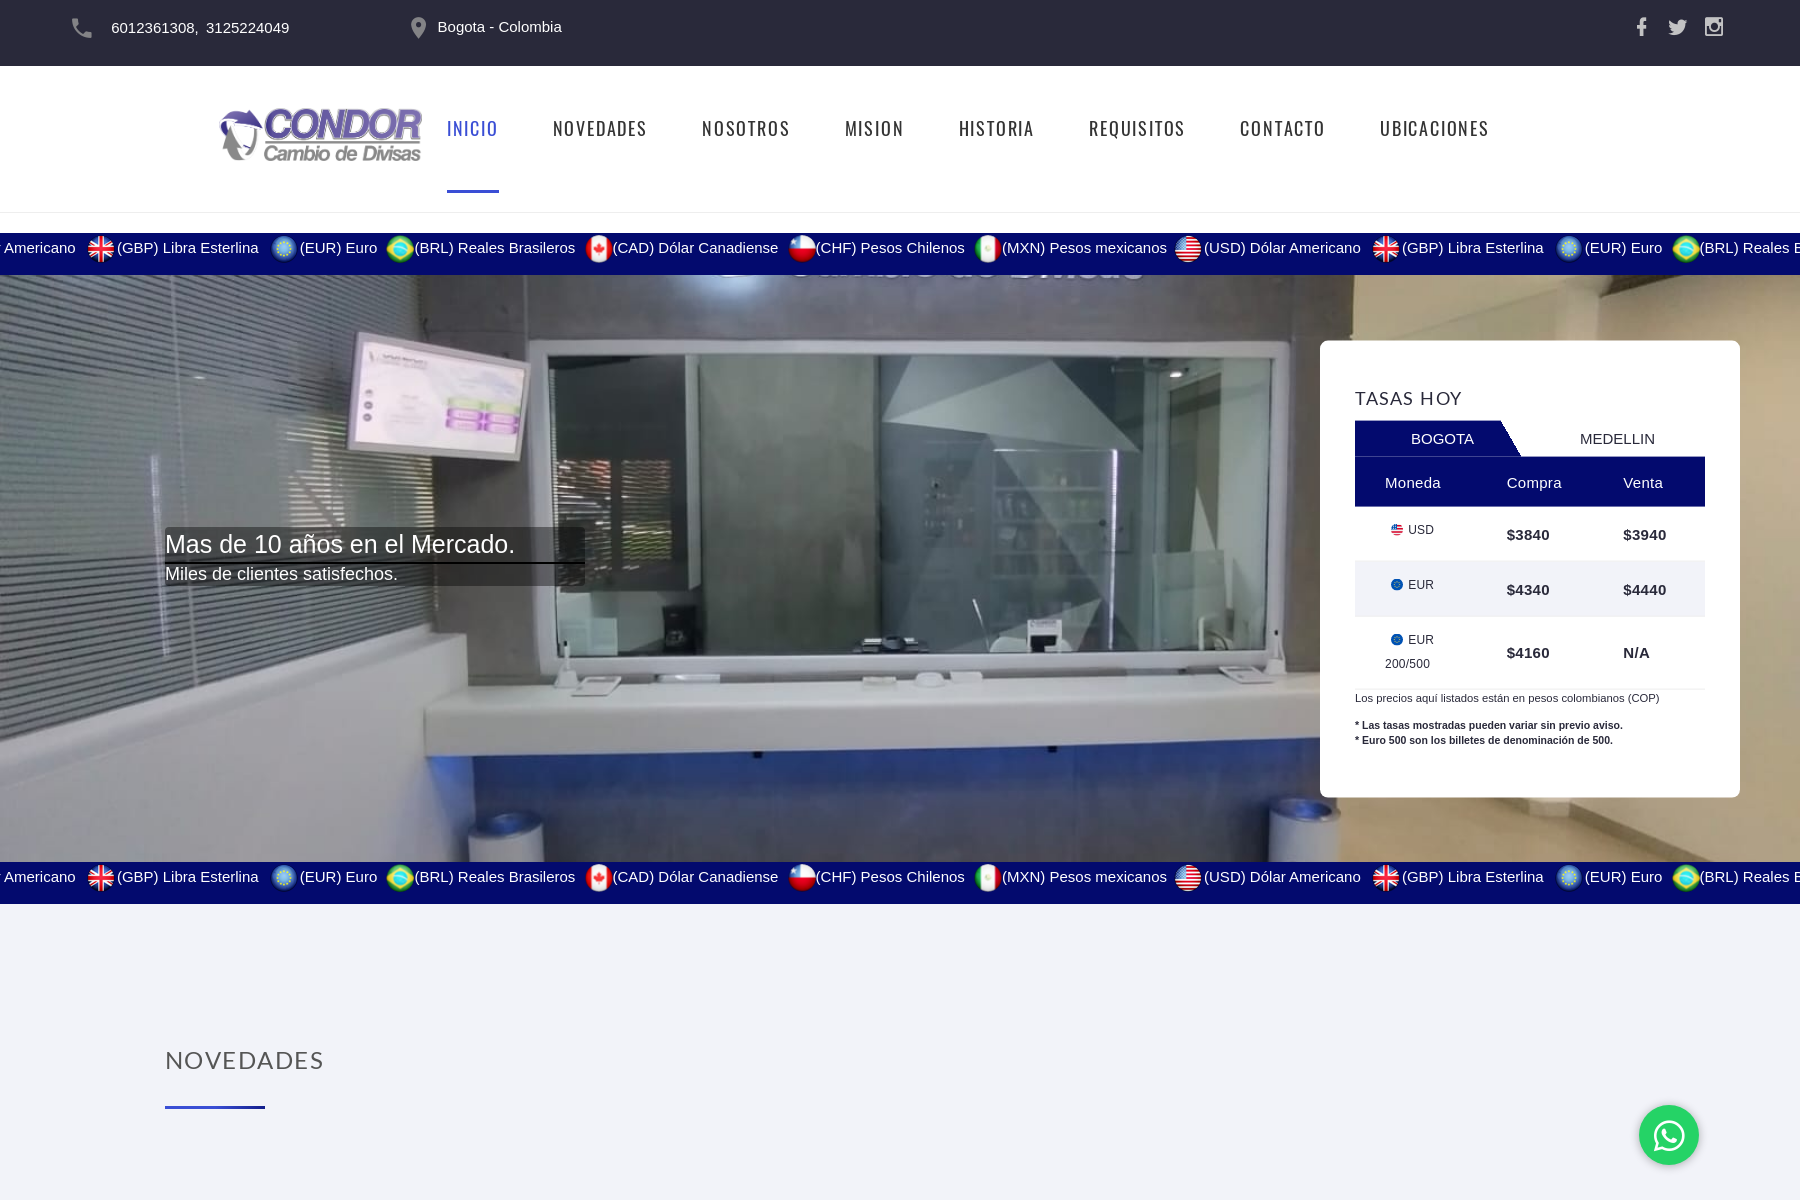 6012361308, 3125224049
Bogota - Colombia
CONDOR
Cambio de Divisas
INICIO
NOVEDADES
NOSOTROS
MISION
HISTORIA
REQUISITOS
CONTACTO
UBICACIONES
Americano (GBP) Libra Esterlina (EUR) Euro (BRL) Reales Brasileros (CAD) Dólar Canadiense (CHF) Pesos Chilenos (MXN) Pesos mexicanos (USD) Dólar Americano (GBP) Libra Esterlina (EUR) Euro (BRL) Reales
Mas de 10 años en el Mercado.
Miles de clientes satisfechos.
TASAS HOY
BOGOTA MEDELLIN
Moneda Compra Venta
USD $3840 $3940
EUR $4340 $4440
EUR
200/500 $4160 N/A
Los precios aquí listados están en pesos colombianos (COP)
* Las tasas mostradas pueden variar sin previo aviso.
* Euro 500 son los billetes de denominación de 500.
Americano (GBP) Libra Esterlina (EUR) Euro (BRL) Reales Brasileros (CAD) Dólar Canadiense (CHF) Pesos Chilenos (MXN) Pesos mexicanos (USD) Dólar Americano (GBP) Libra Esterlina (EUR) Euro (BRL) Reales
NOVEDADES